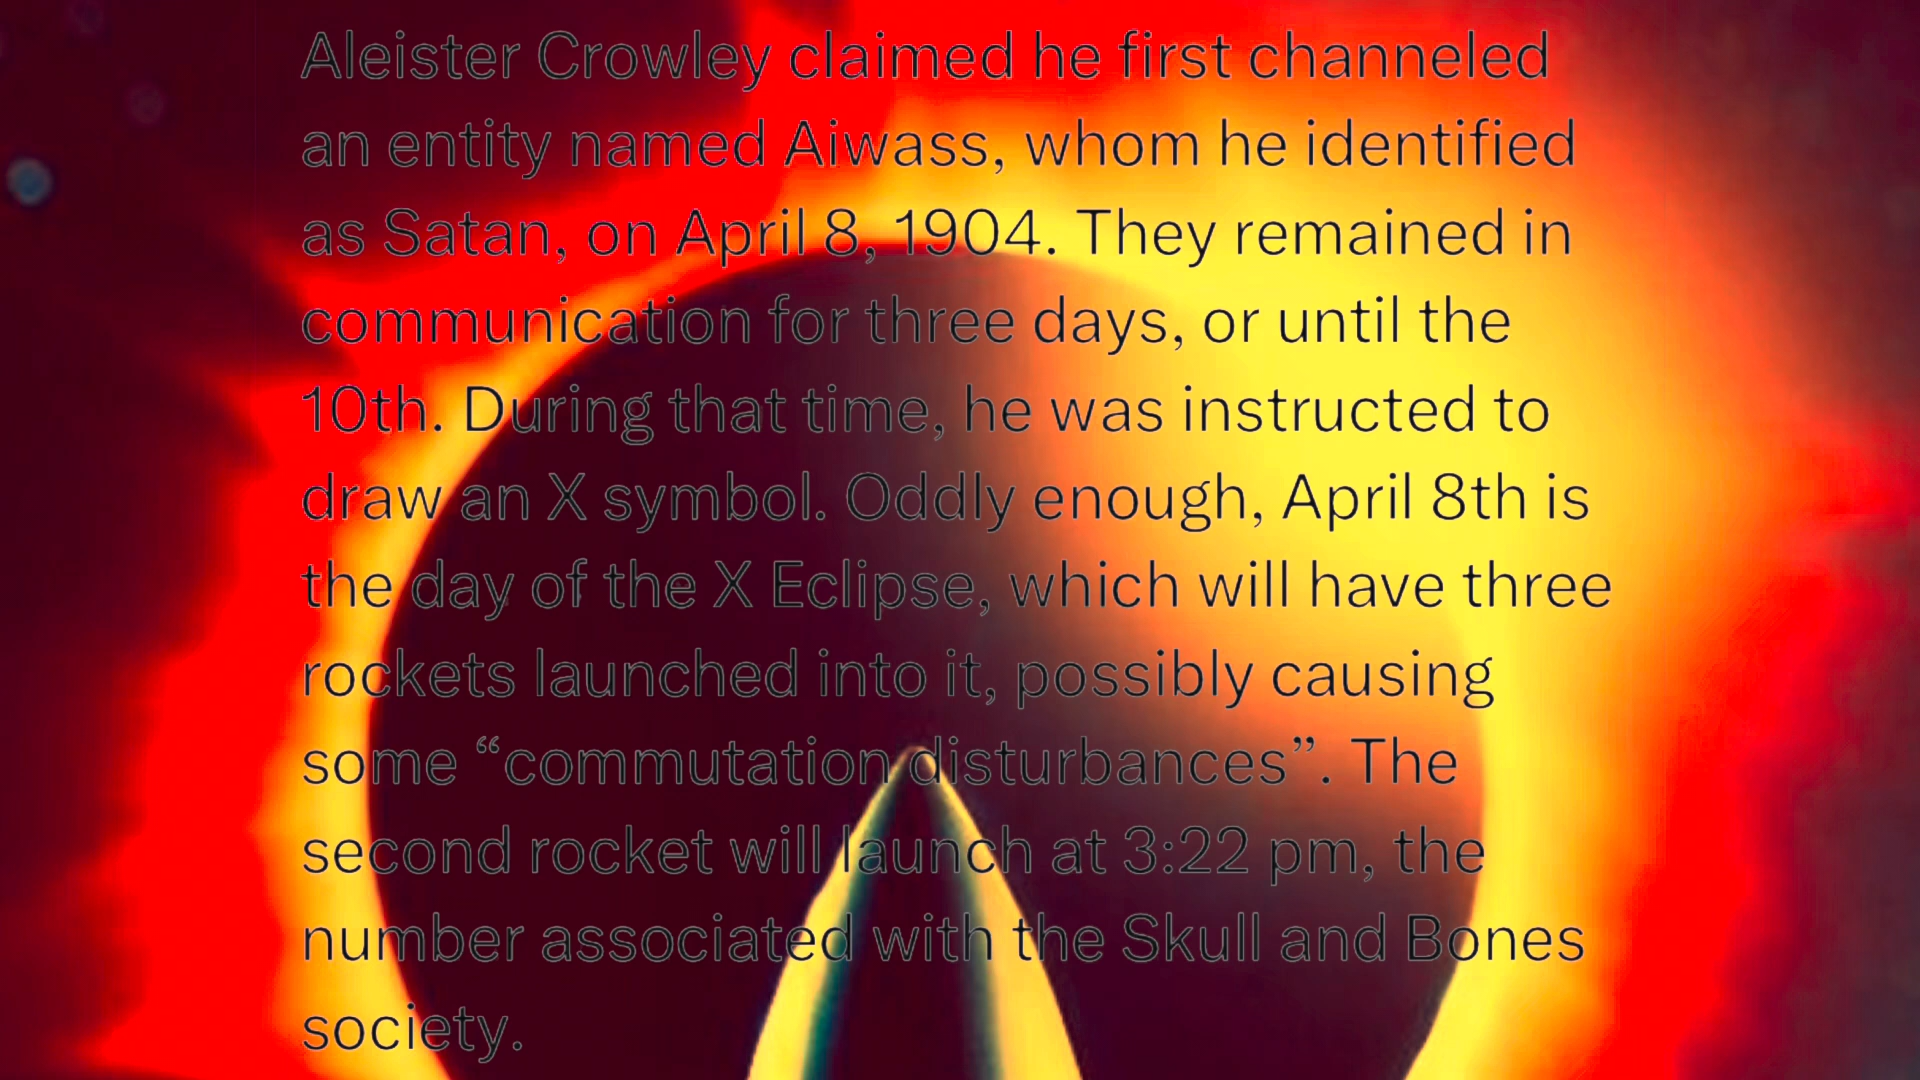 Aleister Crowley claimed he first channeled
an entity named Aiwass, whom he identified
as Satan, on April 8, 1904. They remained in
communication for three days, or until the
10th. During that time, he was instructed to
draw an X symbol. Oddly enough, April 8th is
the day of the X Eclipse, which will have three
rockets launched into it, possibly causing
some “commutation disturbances”. The
second rocket will launch at 3:22 pm, the
number associated with the Skull and Bones
society.